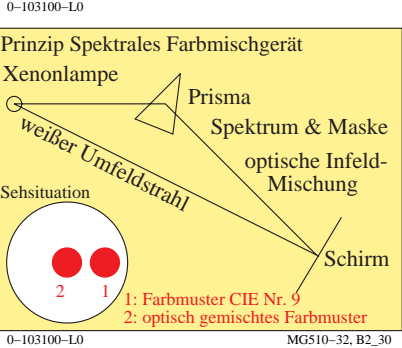 0–103100–L0
Prinzip Spektrales Farbmischgerät
Xenonlampe
Prisma
weißer Umfeldstrahl
Spektrum & Maske
optische Infeld-
Mischung
Sehsituation
Schirm
2 1
1: Farbmuster CIE Nr. 9
2: optisch gemischtes Farbmuster
0–103100–L0 MG510–32, B2_30